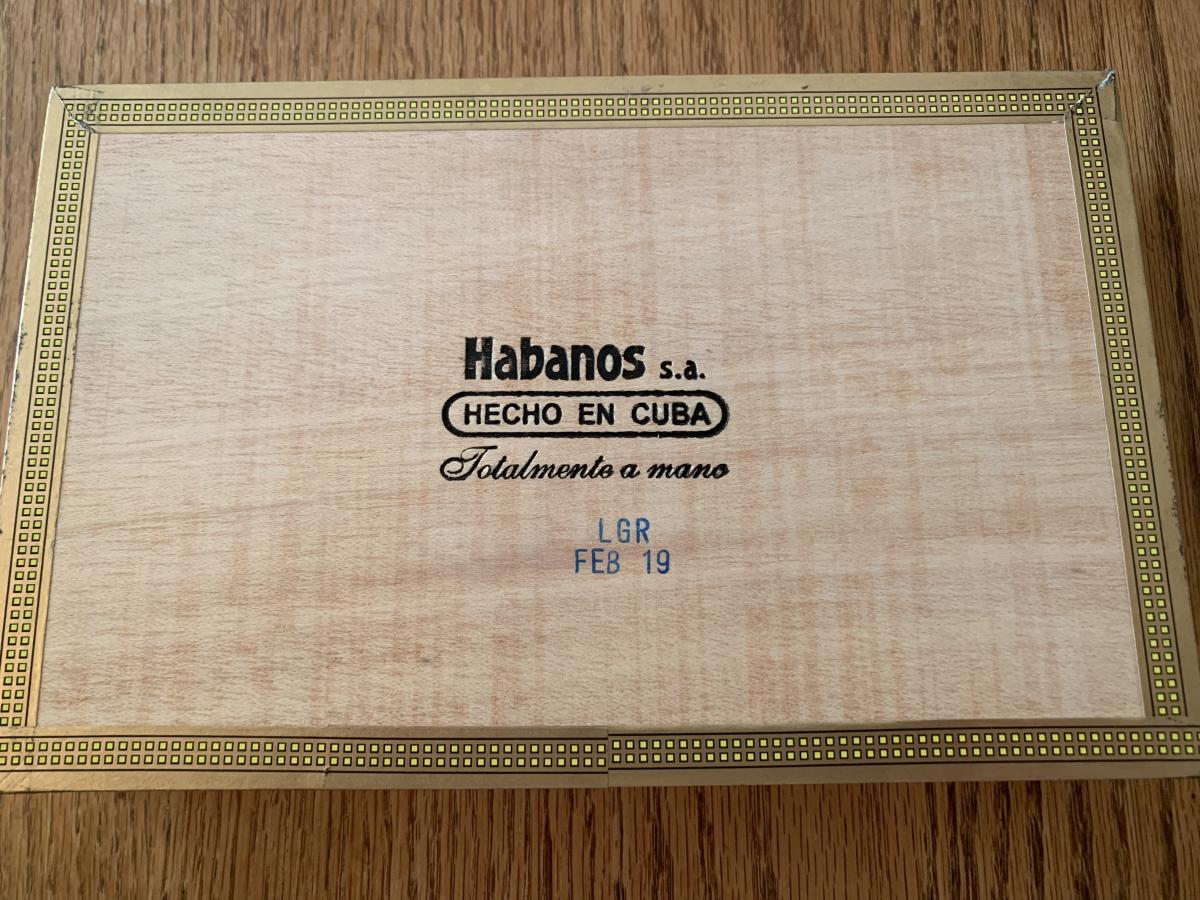 Habanos s.a.
HECHO EN CUBA
Totalmente a mano
LGR
FEB 19